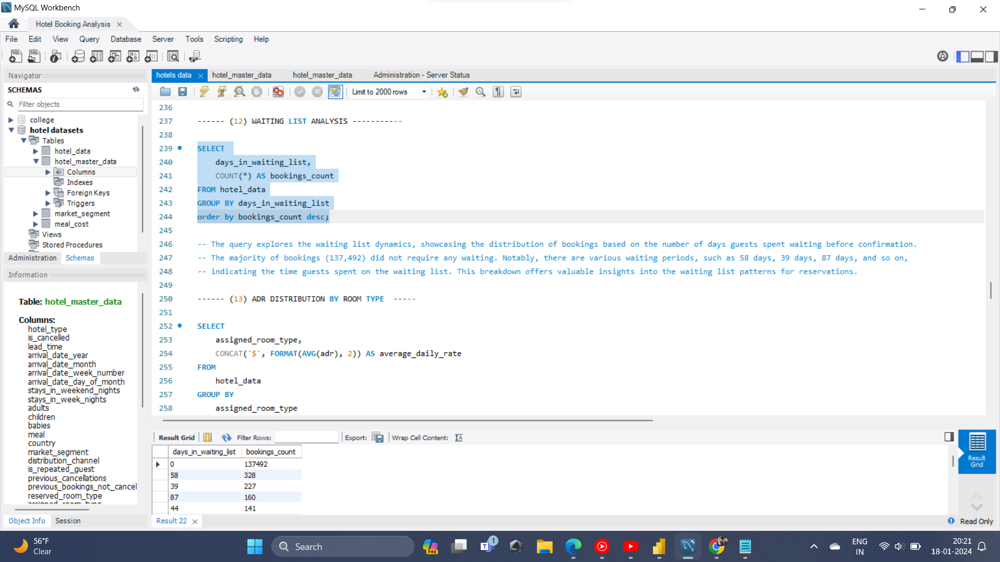 MySQL Workbench
Hotel Booking Analysis
File Edit View Query Database Server Tools Scripting Help
Navigator
SCHEMAS
Filter objects
college
hotel datasets
Tables
hotel_data
hotel_master_data
Columns
Indexes
Foreign Keys
Triggers
market_segment
meal_cost
Views
Stored Procedures
Administration Schemas
Information
Table: hotel_master_data
Columns:
hotel_type
is_cancelled
lead_time
arrival_date_year
arrival_date_month
arrival_date_week_number
arrival_date_day_of_month
stays_in_weekend_nights
stays_in_week_nights
adults
children
babies
meal
country
market_segment
distribution_channel
is_repeated_guest
previous_cancellations
previous_bookings_not_cancel
reserved_room_type
assigned_room_type
Object Info Session
hotels data hotel_master_data hotel_master_data Administration - Server Status
Limit to 2000 rows
236
237 ------ (12) WAITING LIST ANALYSIS -----------
238
239 SELECT
240 days_in_waiting_list,
241 COUNT(*) AS bookings_count
242 FROM hotel_data
243 GROUP BY days_in_waiting_list
244 order by bookings_count desc;
245
246 -- The query explores the waiting list dynamics, showcasing the distribution of bookings based on the number of days guests spent waiting before confirmation.
247 -- The majority of bookings (137,492) did not require any waiting. Notably, there are various waiting periods, such as 58 days, 39 days, 87 days, and so on,
248 -- indicating the time guests spent on the waiting list. This breakdown offers valuable insights into the waiting list patterns for reservations.
249
250 ------ (13) ADR DISTRIBUTION BY ROOM TYPE -----
251
252 SELECT
253 assigned_room_type,
254 CONCAT('$', FORMAT(AVG(adr), 2)) AS average_daily_rate
255 FROM
256 hotel_data
257 GROUP BY
258 assigned_room_type
Result Grid Filter Rows: Export: Wrap Cell Content:
days_in_waiting_list bookings_count
0 137492
58 328
39 227
87 160
44 141
Result Grid
Result 22
Read Only
56°F
Clear
Search
PRE
1
ENG
IN
20:21
18-01-2024